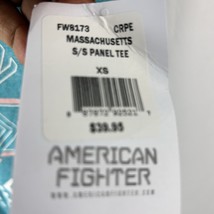 FW8173 CRPE
MASSACHUSETTS
S/S PANEL TEE
XS
$39.95
AMERICAN
FIGHTER
WWW.AMERICANFIGHTER.COM